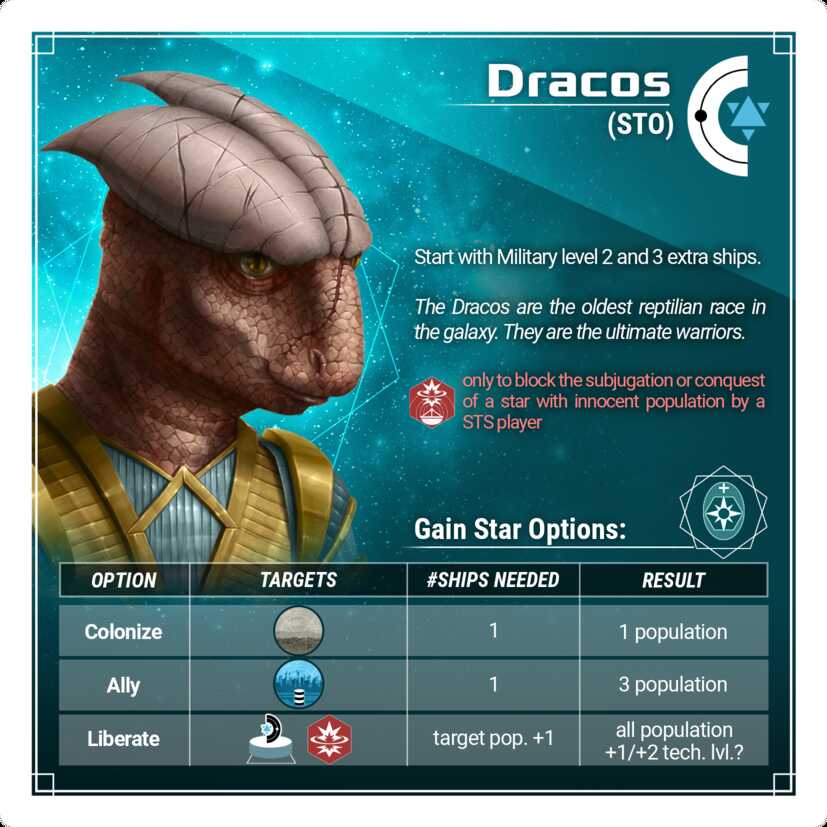 Dracos
(STO)
Start with Military level 2 and 3 extra ships.
The Dracos are the oldest reptilian race in
the galaxy. They are the ultimate warriors.
only to block the subjugation or conquest
of a star with innocent population by a
STS player
Gain Star Options:
OPTION TARGETS #SHIPS NEEDED RESULT
Colonize 1 1 population
Ally 1 3 population
Liberate target pop. +1 all population
+1/+2 tech. lvl.?